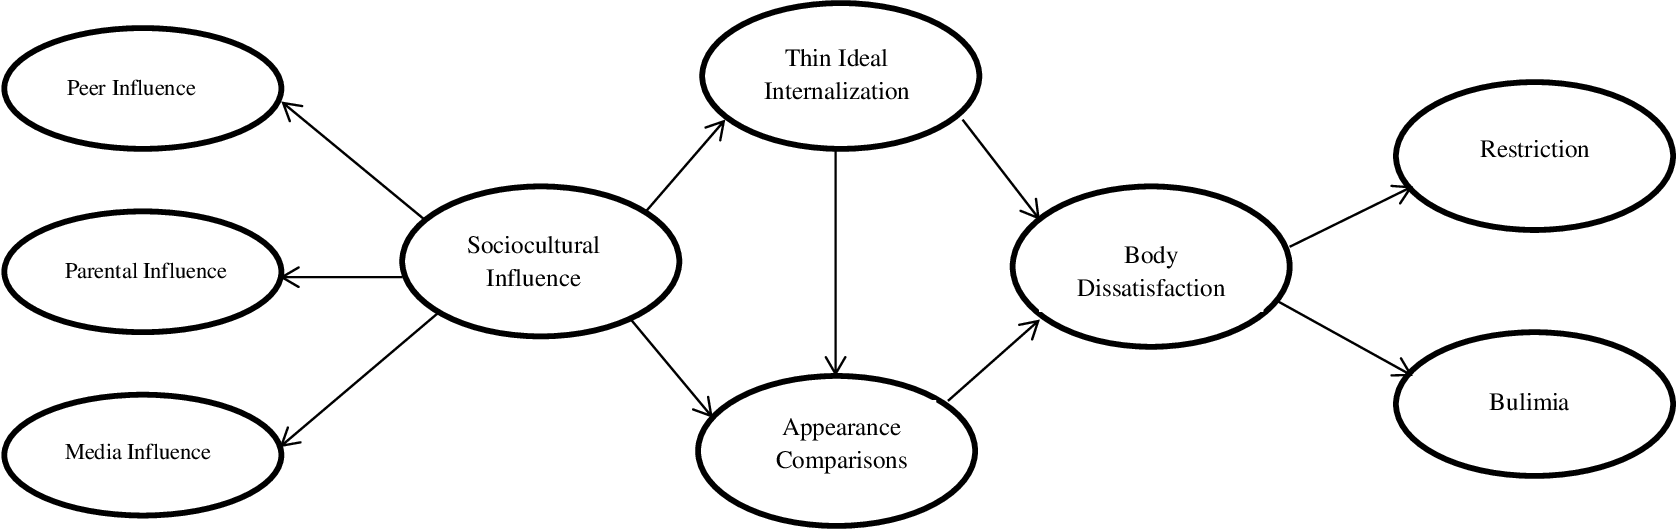 Peer Influence
Parental Influence
Media Influence
Sociocultural
Influence
Thin Ideal
Internalization
Appearance
Comparisons
Body
Dissatisfaction
Restriction
Bulimia